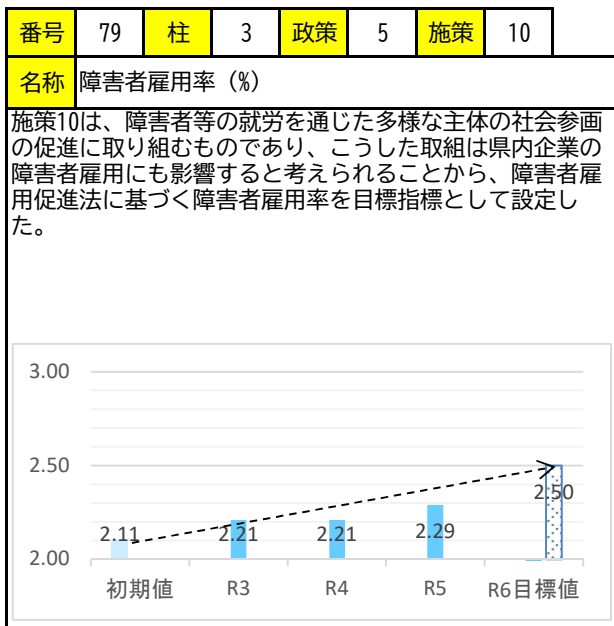 番号 79 柱 3 政策 5 施策 10
名称 障害者雇用率（%）
施策10は、障害者等の就労を通じた多様な主体の社会参画
の促進に取り組むものであり、こうした取組は県内企業の
障害者雇用にも影響すると考えられることから、障害者雇
用促進法に基づく障害者雇用率を目標指標として設定し
た。
3.00
2.50
2.00
2.11 2.21 2.21 2.29 2.50
初期値 R3 R4 R5 R6目標値